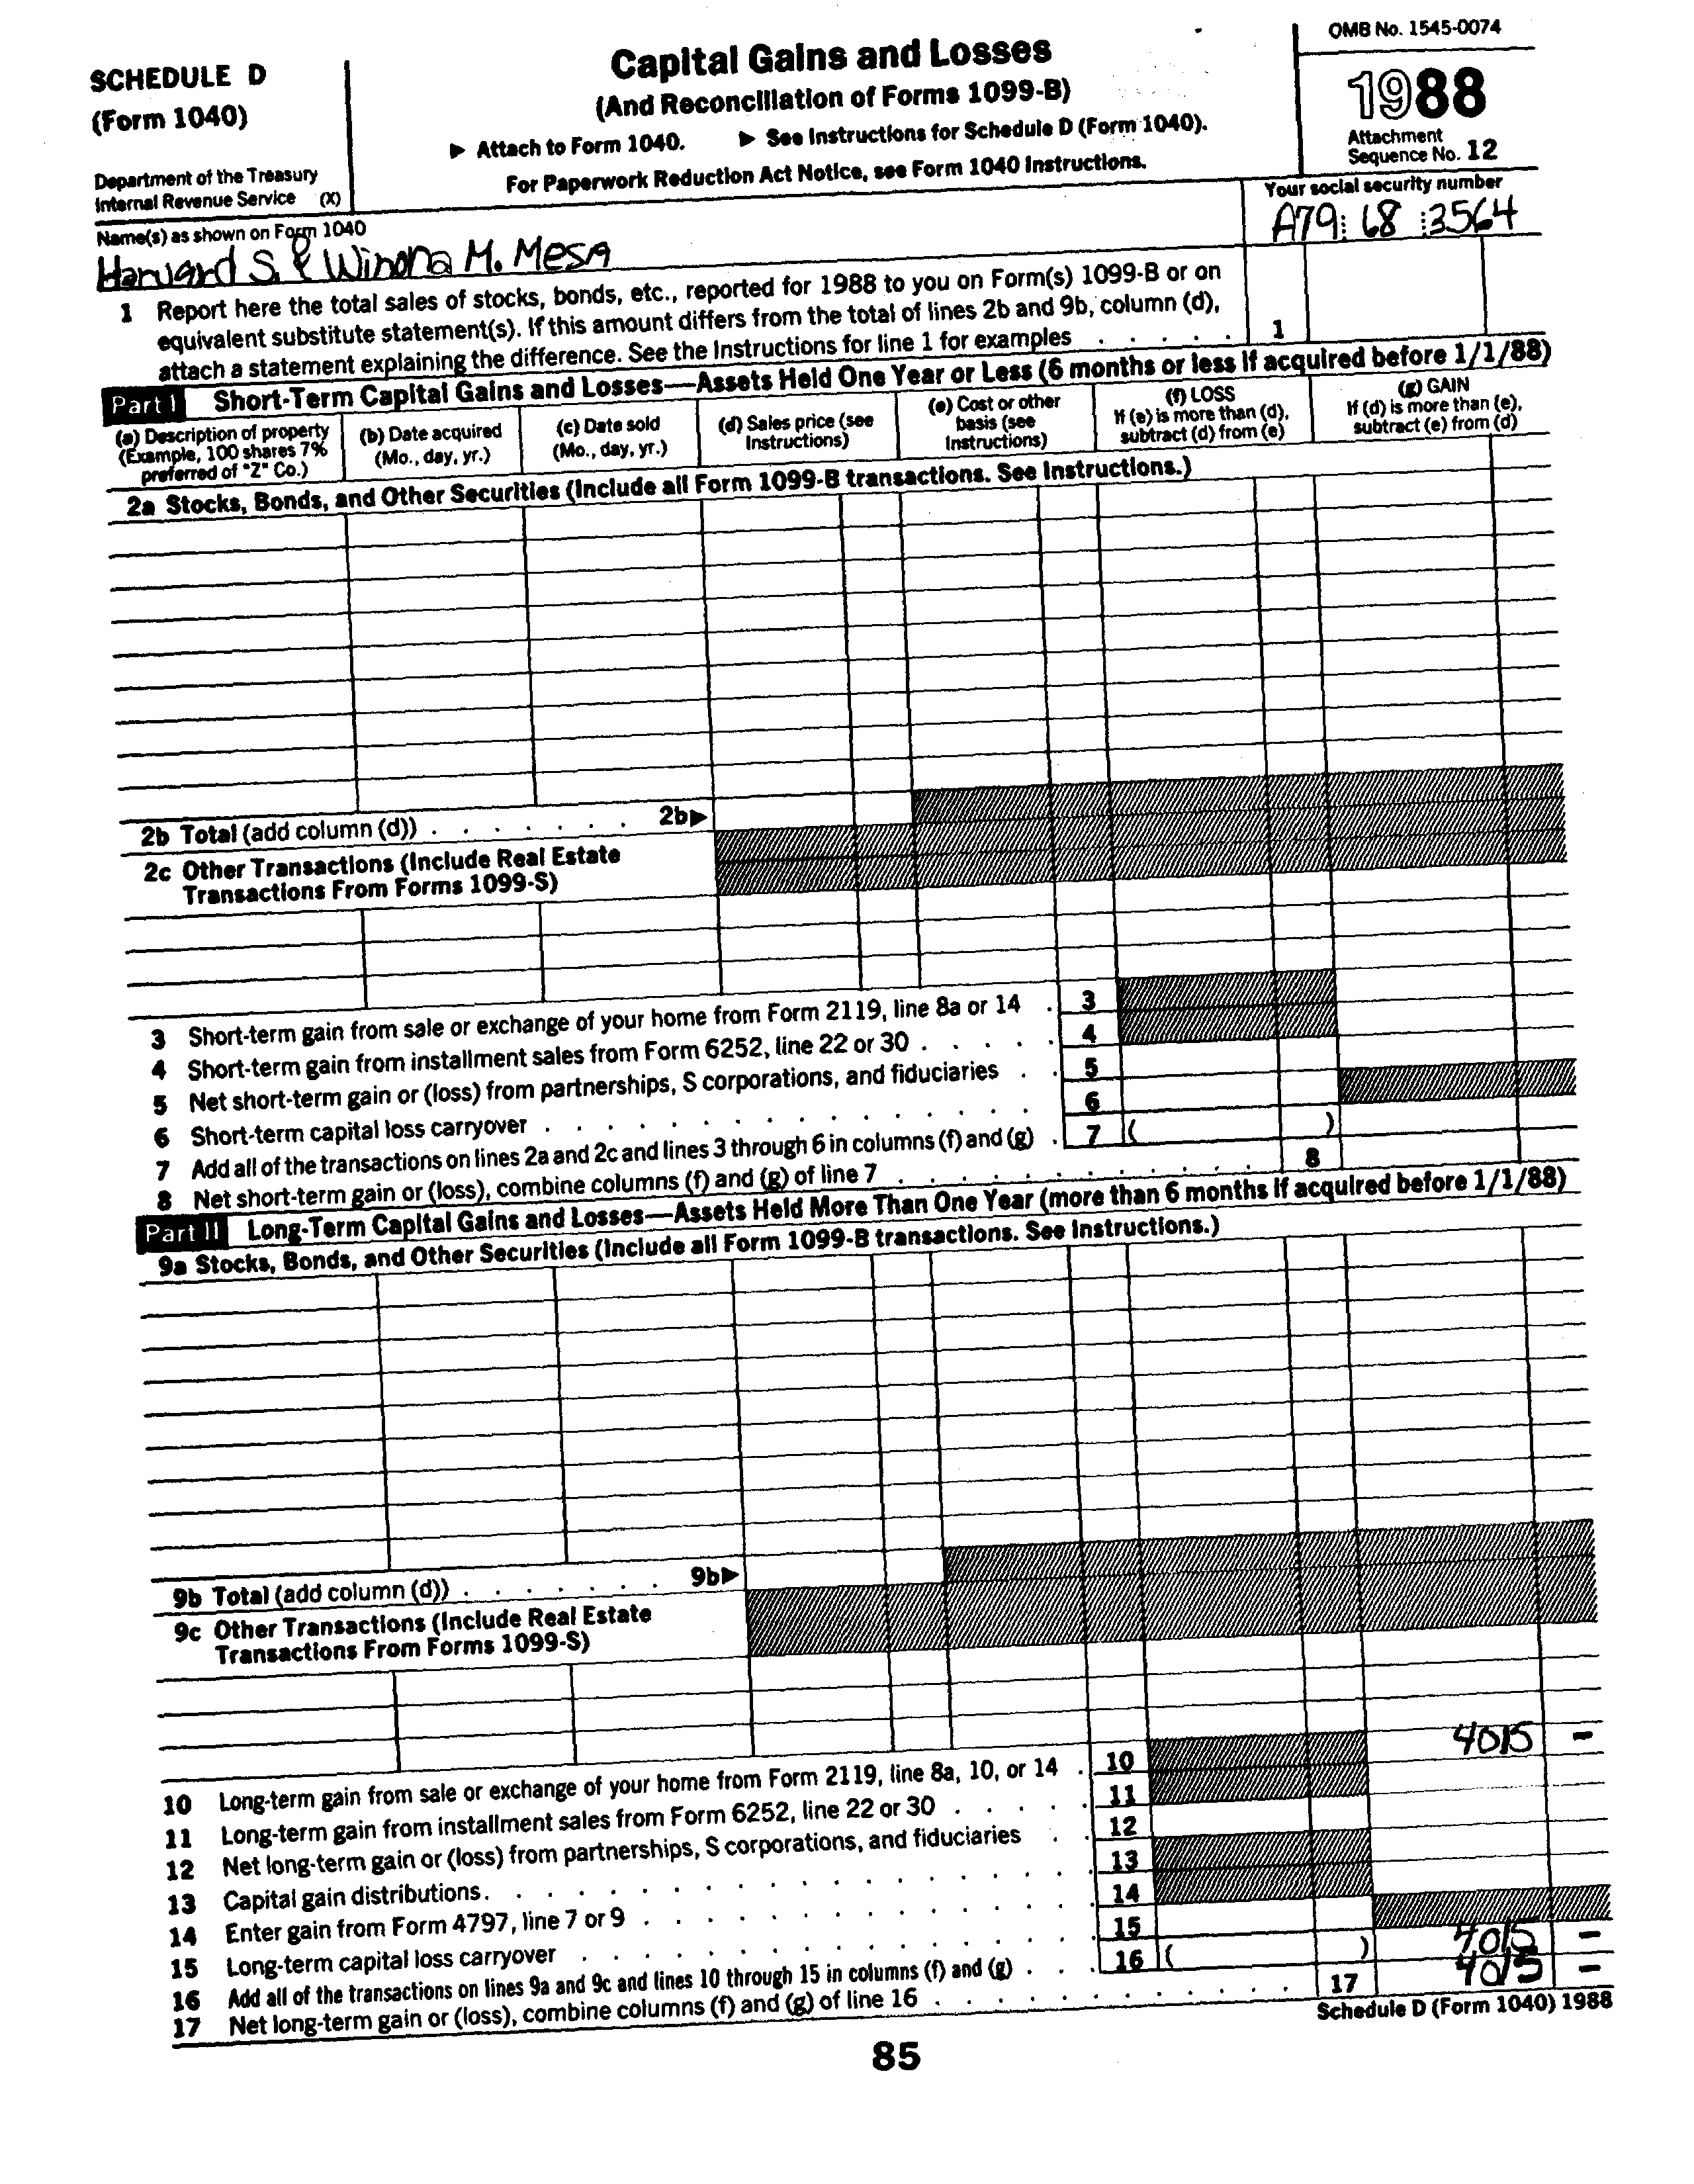 SCHEDULE D
(Form 1040)
Department of the Treasury
Internal Revenue Service (X)
Capital Gains and Losses
(And Reconciliation of Forms 1099-B)
▶ Attach to Form 1040. ▶ See Instructions for Schedule D (Form 1040).
For Paperwork Reduction Act Notice, see Form 1040 Instructions.
OMB No. 1545-0074
1988
Attachment
Sequence No. 12
Name(s) as shown on Form 1040
Harvard S. & Winona M. Mesa
Your social security number
A79 68 3564
1 Report here the total sales of stocks, bonds, etc., reported for 1988 to you on Form(s) 1099-B or on
equivalent substitute statement(s). If this amount differs from the total of lines 2b and 9b, column (d),
attach a statement explaining the difference. See the Instructions for line 1 for examples . . . . . 1
Part I Short-Term Capital Gains and Losses—Assets Held One Year or Less (6 months or less if acquired before 1/1/88)
(a) Description of property
(Example, 100 shares 7%
preferred of "Z" Co.)
(b) Date acquired
(Mo., day, yr.)
(c) Date sold
(Mo., day, yr.)
(d) Sales price (see
Instructions)
(e) Cost or other
basis (see
Instructions)
(f) LOSS
If (e) is more than (d),
subtract (d) from (e)
(g) GAIN
If (d) is more than (e),
subtract (e) from (d)
2a Stocks, Bonds, and Other Securities (Include all Form 1099-B transactions. See Instructions.)
2b Total (add column (d)) . . . . . . . 2b▶
2c Other Transactions (Include Real Estate
Transactions From Forms 1099-S)
3 Short-term gain from sale or exchange of your home from Form 2119, line 8a or 14 . 3
4 Short-term gain from installment sales from Form 6252, line 22 or 30 . . . . . 4
5 Net short-term gain or (loss) from partnerships, S corporations, and fiduciaries . . 5
6 Short-term capital loss carryover . . . . . . . . . . . . . . . . 6
7 Add all of the transactions on lines 2a and 2c and lines 3 through 6 in columns (f) and (g) . 7 ( )
8 Net short-term gain or (loss), combine columns (f) and (g) of line 7 . . . . . . . . . . . . 8
Part II Long-Term Capital Gains and Losses—Assets Held More Than One Year (more than 6 months if acquired before 1/1/88)
9a Stocks, Bonds, and Other Securities (Include all Form 1099-B transactions. See Instructions.)
9b Total (add column (d)) . . . . . . . 9b▶
9c Other Transactions (Include Real Estate
Transactions From Forms 1099-S)
10 Long-term gain from sale or exchange of your home from Form 2119, line 8a, 10, or 14 . 10 4015 -
11 Long-term gain from installment sales from Form 6252, line 22 or 30 . . . . . 11
12 Net long-term gain or (loss) from partnerships, S corporations, and fiduciaries . . 12
13 Capital gain distributions . . . . . . . . . . . . . . . . . . . 13
14 Enter gain from Form 4797, line 7 or 9 . . . . . . . . . . . . . . 14
15 Long-term capital loss carryover . . . . . . . . . . . . . . . . 15
16 Add all of the transactions on lines 9a and 9c and lines 10 through 15 in columns (f) and (g) . . . 16 ( ) 4015 -
17 Net long-term gain or (loss), combine columns (f) and (g) of line 16 . . . . . . . . . . . . 17 4015 -
Schedule D (Form 1040) 1988
85